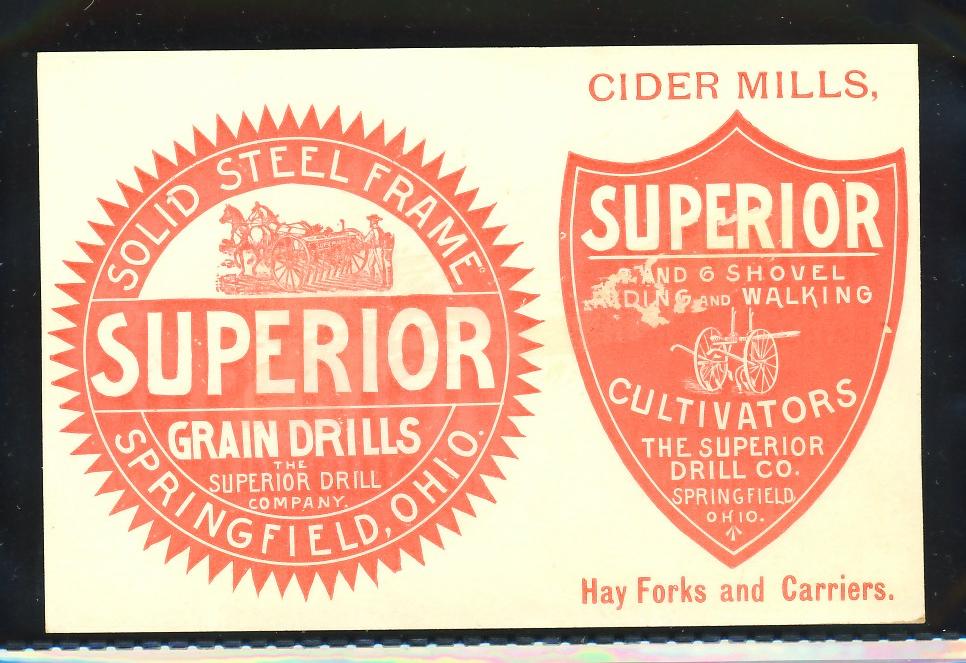 SOLID STEEL FRAME
SUPERIOR
GRAIN DRILLS
THE
SUPERIOR DRILL
COMPANY.
SPRINGFIELD, OHIO.
CIDER MILLS,
SUPERIOR
AND 6 SHOVEL
AND WALKING
CULTIVATORS
THE SUPERIOR
DRILL CO.
SPRINGFIELD,
OHIO.
Hay Forks and Carriers.